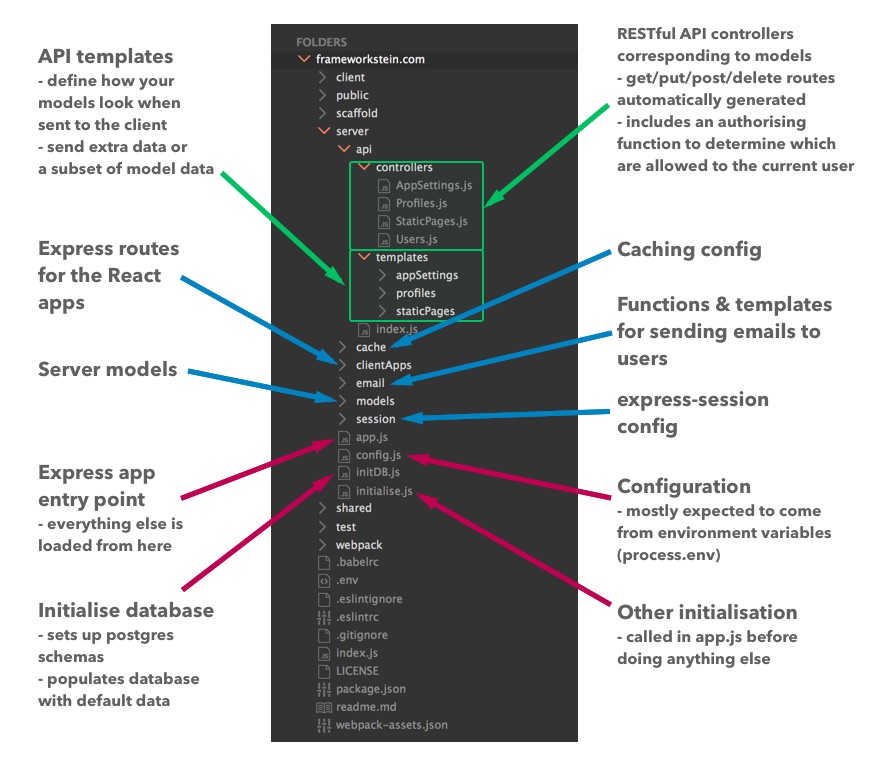 API templates
- define how your
models look when
sent to the client
- send extra data or
a subset of model data
Express routes
for the React
apps
Server models
Express app
entry point
- everything else is
loaded from here
Initialise database
- sets up postgres
schemas
- populates database
with default data
FOLDERS
frameworkstein.com
client
public
scaffold
server
api
controllers
AppSettings.js
Profiles.js
StaticPages.js
Users.js
templates
appSettings
profiles
staticPages
index.js
cache
clientApps
email
models
session
app.js
config.js
initDB.js
initialise.js
shared
test
webpack
.babelrc
.env
.eslintignore
.eslintrc
.gitignore
index.js
LICENSE
package.json
readme.md
webpack-assets.json
RESTful API controllers
corresponding to models
- get/put/post/delete routes
automatically generated
- includes an authorising
function to determine which
are allowed to the current user
Caching config
Functions & templates
for sending emails to
users
express-session
config
Configuration
- mostly expected to come
from environment variables
(process.env)
Other initialisation
- called in app.js before
doing anything else